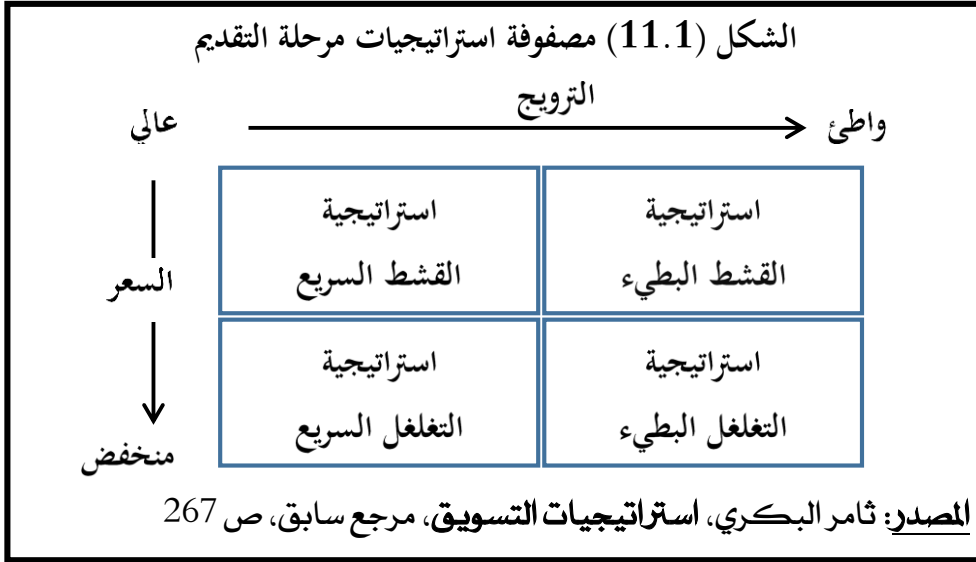 الشكل (11.1) مصفوفة استراتيجيات مرحلة التقديم
الترويج
واطئ
عالي
استراتيجية
القشط البطيء
استراتيجية
القشط السريع
السعر
استراتيجية
التغلغل البطيء
استراتيجية
التغلغل السريع
منخفض
المصدر: ثامر البكري، استراتيجيات التسويق، مرجع سابق، ص 267